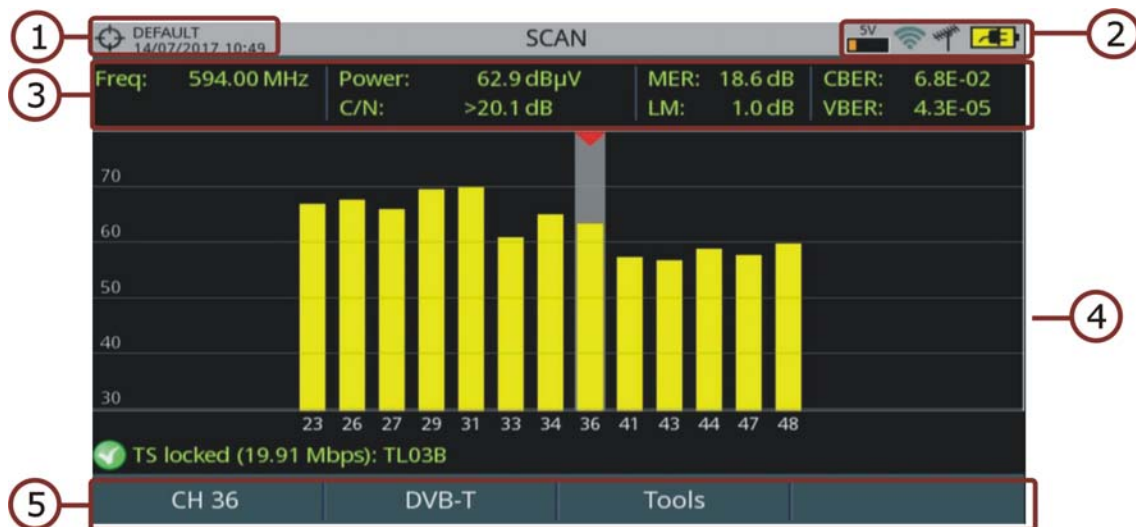 1
DEFAULT
14/07/2017 10:49
SCAN
5V
2
3
Freq: 594.00 MHz Power: 62.9 dBµV MER: 18.6 dB CBER: 6.8E-02
C/N: >20.1 dB LM: 1.0 dB VBER: 4.3E-05
70
60
50
40
30
4
23 26 27 29 31 33 34 36 41 43 44 47 48
TS locked (19.91 Mbps): TL03B
5
CH 36 DVB-T Tools